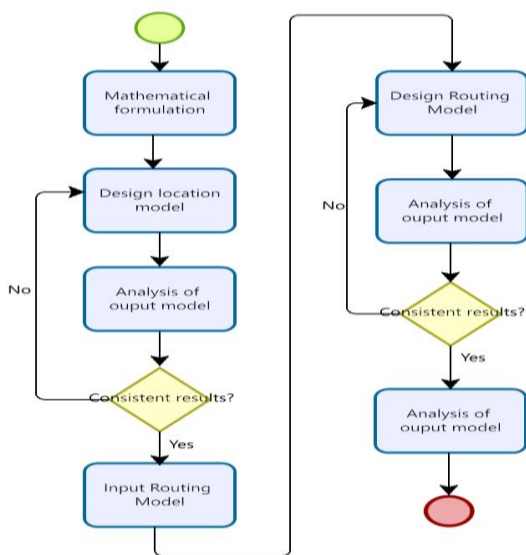 Mathematical
formulation
Design location
model
No
Analysis of
ouput model
Consistent results?
Yes
Input Routing
Model
Design Routing
Model
No
Analysis of
ouput model
Consistent results?
Yes
Analysis of
ouput model